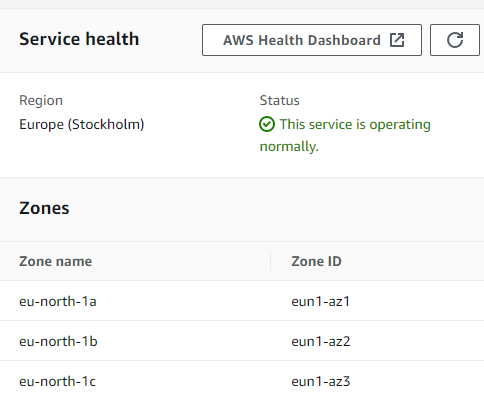 Service health
AWS Health Dashboard
Region
Status
Europe (Stockholm)
This service is operating
normally.
Zones
Zone name
Zone ID
eu-north-1a
eun1-az1
eu-north-1b
eun1-az2
eu-north-1c
eun1-az3